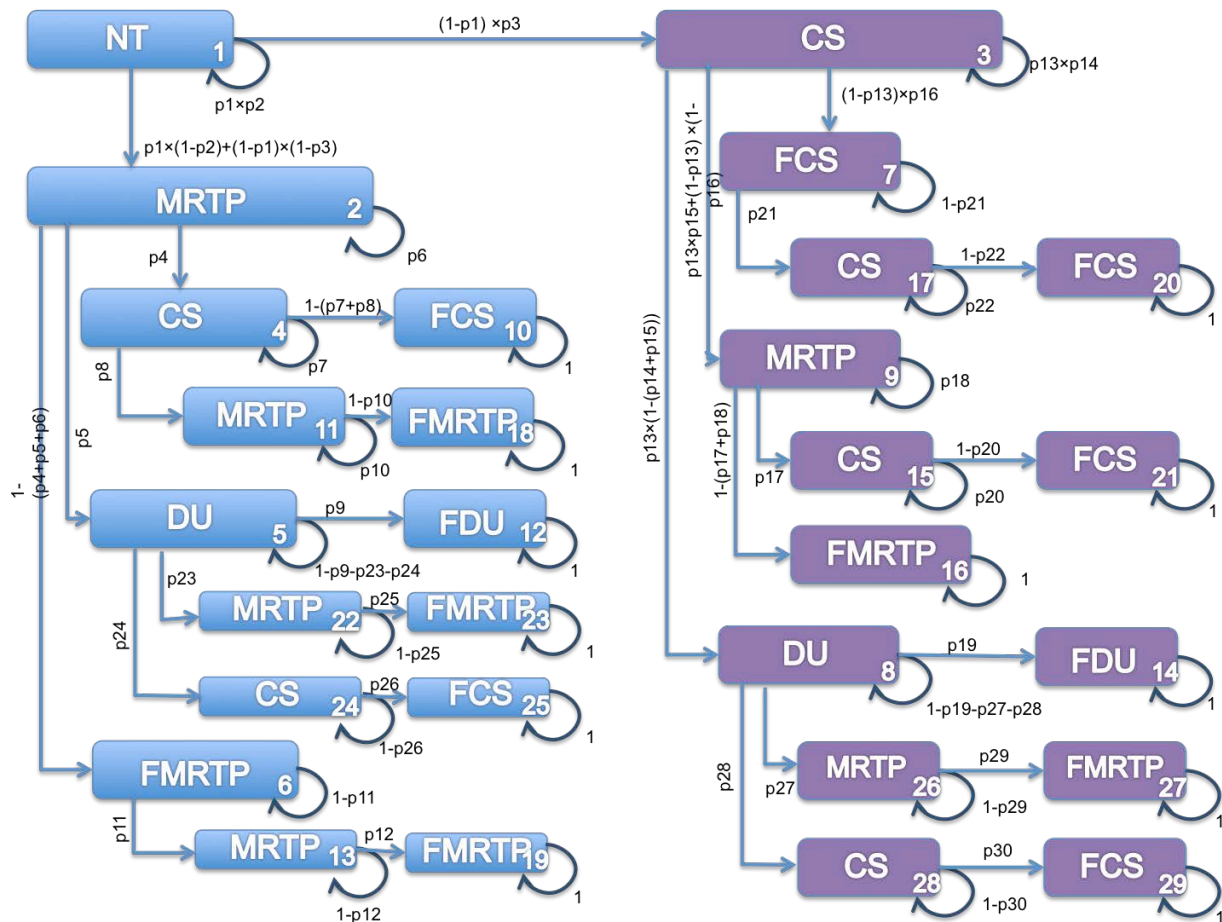 NT
1
p1×p2
(1-p1) ×p3
CS
3
p13×p14
p1×(1-p2)+(1-p1)×(1-p3)
MRTP
2
p6
p4
CS
4
p7
1-(p7+p8)
FCS
10
1
p8
MRTP
11
p10
1-p10
FMRTP
18
1
p5
DU
5
1-p9-p23-p24
p9
FDU
12
1
p23
MRTP
22
1-p25
p25
FMRTP
23
1
p24
CS
24
1-p26
p26
FCS
25
1
1-
(p4+p5+p6)
FMRTP
6
1-p11
p11
MRTP
13
1-p12
p12
FMRTP
19
1
(1-p13)×p16
FCS
7
1-p21
p21
CS
17
p22
1-p22
FCS
20
1
p13×p15+(1-p13) ×(1-
p16)
MRTP
9
p18
p17
CS
15
p20
1-p20
FCS
21
1
1-(p17+p18)
FMRTP
16
1
p13×(1-(p14+p15))
DU
8
1-p19-p27-p28
p19
FDU
14
1
p27
MRTP
26
1-p29
p29
FMRTP
27
1
p28
CS
28
1-p30
p30
FCS
29
1